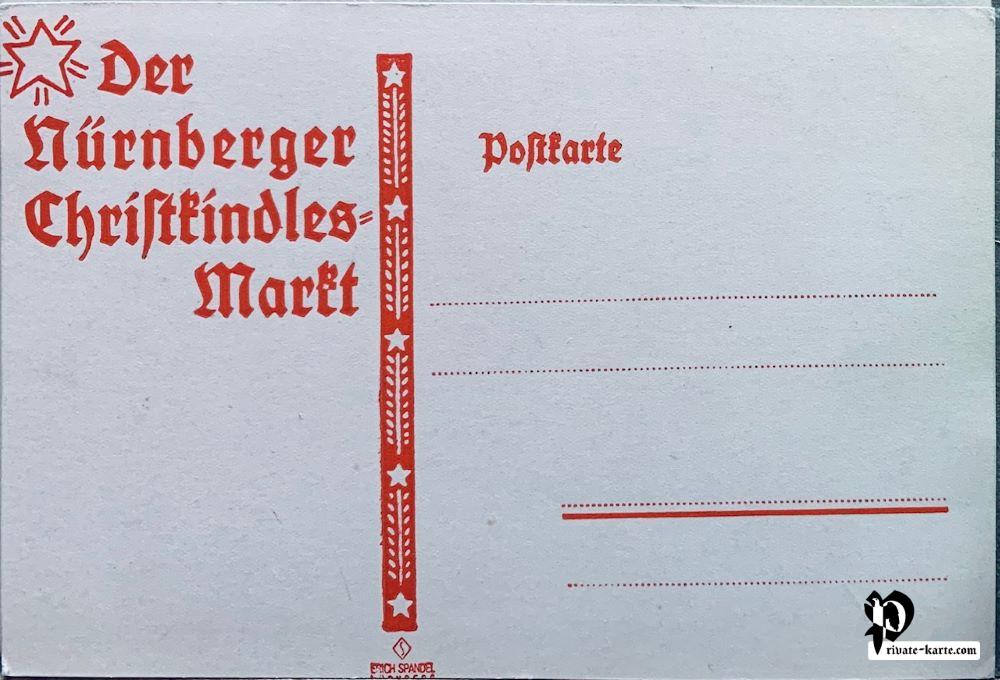 Der
Nürnberger
Christkindles-
Markt
Postkarte
ERICH SPANDEL
Private-karte.com